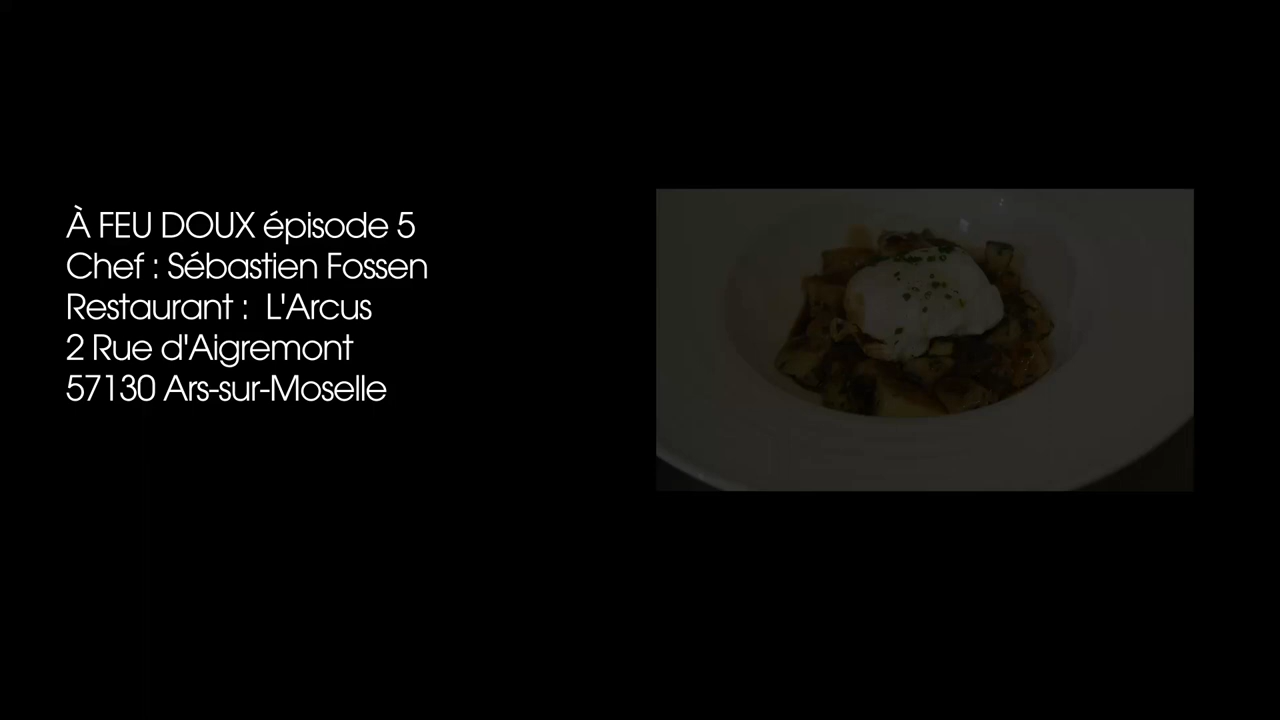 À FEU DOUX épisode 5
Chef : Sébastien Fossen
Restaurant :  L'Arcus
2 Rue d'Aigremont
57130 Ars-sur-Moselle